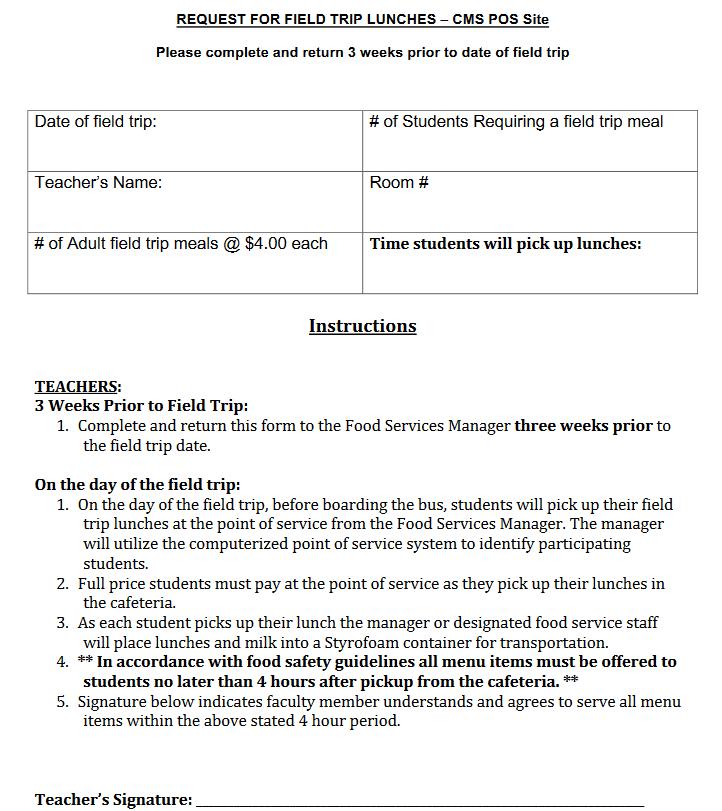 REQUEST FOR FIELD TRIP LUNCHES – CMS POS Site
Please complete and return 3 weeks prior to date of field trip
Date of field trip:
# of Students Requiring a field trip meal
Teacher's Name:
Room #
# of Adult field trip meals @ $4.00 each
Time students will pick up lunches:
Instructions
TEACHERS:
3 Weeks Prior to Field Trip:
1. Complete and return this form to the Food Services Manager three weeks prior to
the field trip date.
On the day of the field trip:
1. On the day of the field trip, before boarding the bus, students will pick up their field
trip lunches at the point of service from the Food Services Manager. The manager
will utilize the computerized point of service system to identify participating
students.
2. Full price students must pay at the point of service as they pick up their lunches in
the cafeteria.
3. As each student picks up their lunch the manager or designated food service staff
will place lunches and milk into a Styrofoam container for transportation.
4. ** In accordance with food safety guidelines all menu items must be offered to
students no later than 4 hours after pickup from the cafeteria. **
5. Signature below indicates faculty member understands and agrees to serve all menu
items within the above stated 4 hour period.
Teacher's Signature: ______________________________